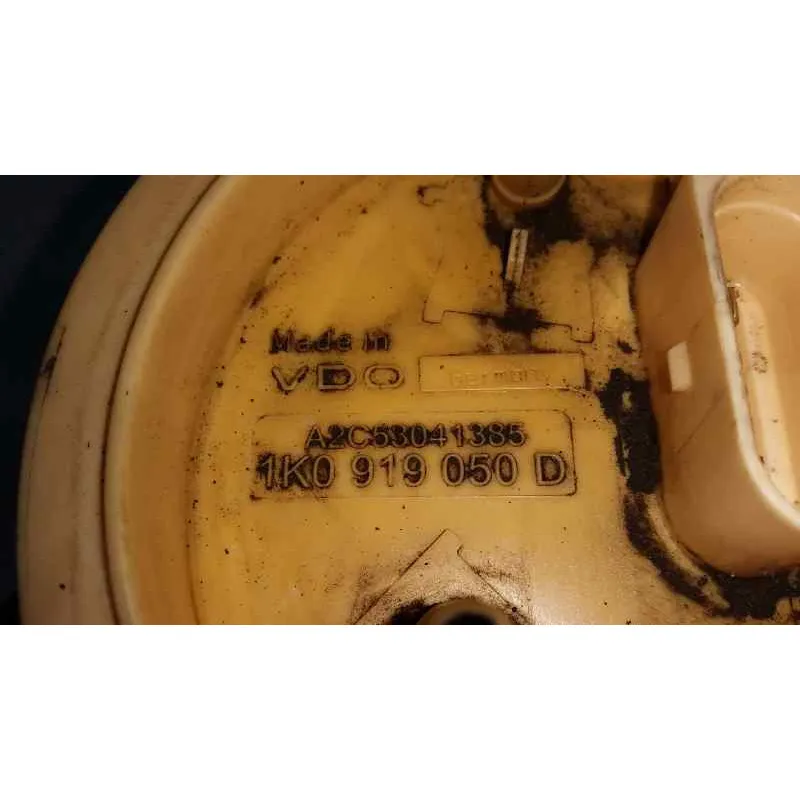 Made in
VDO Germany
A2C53041385
1K0 919 050 D